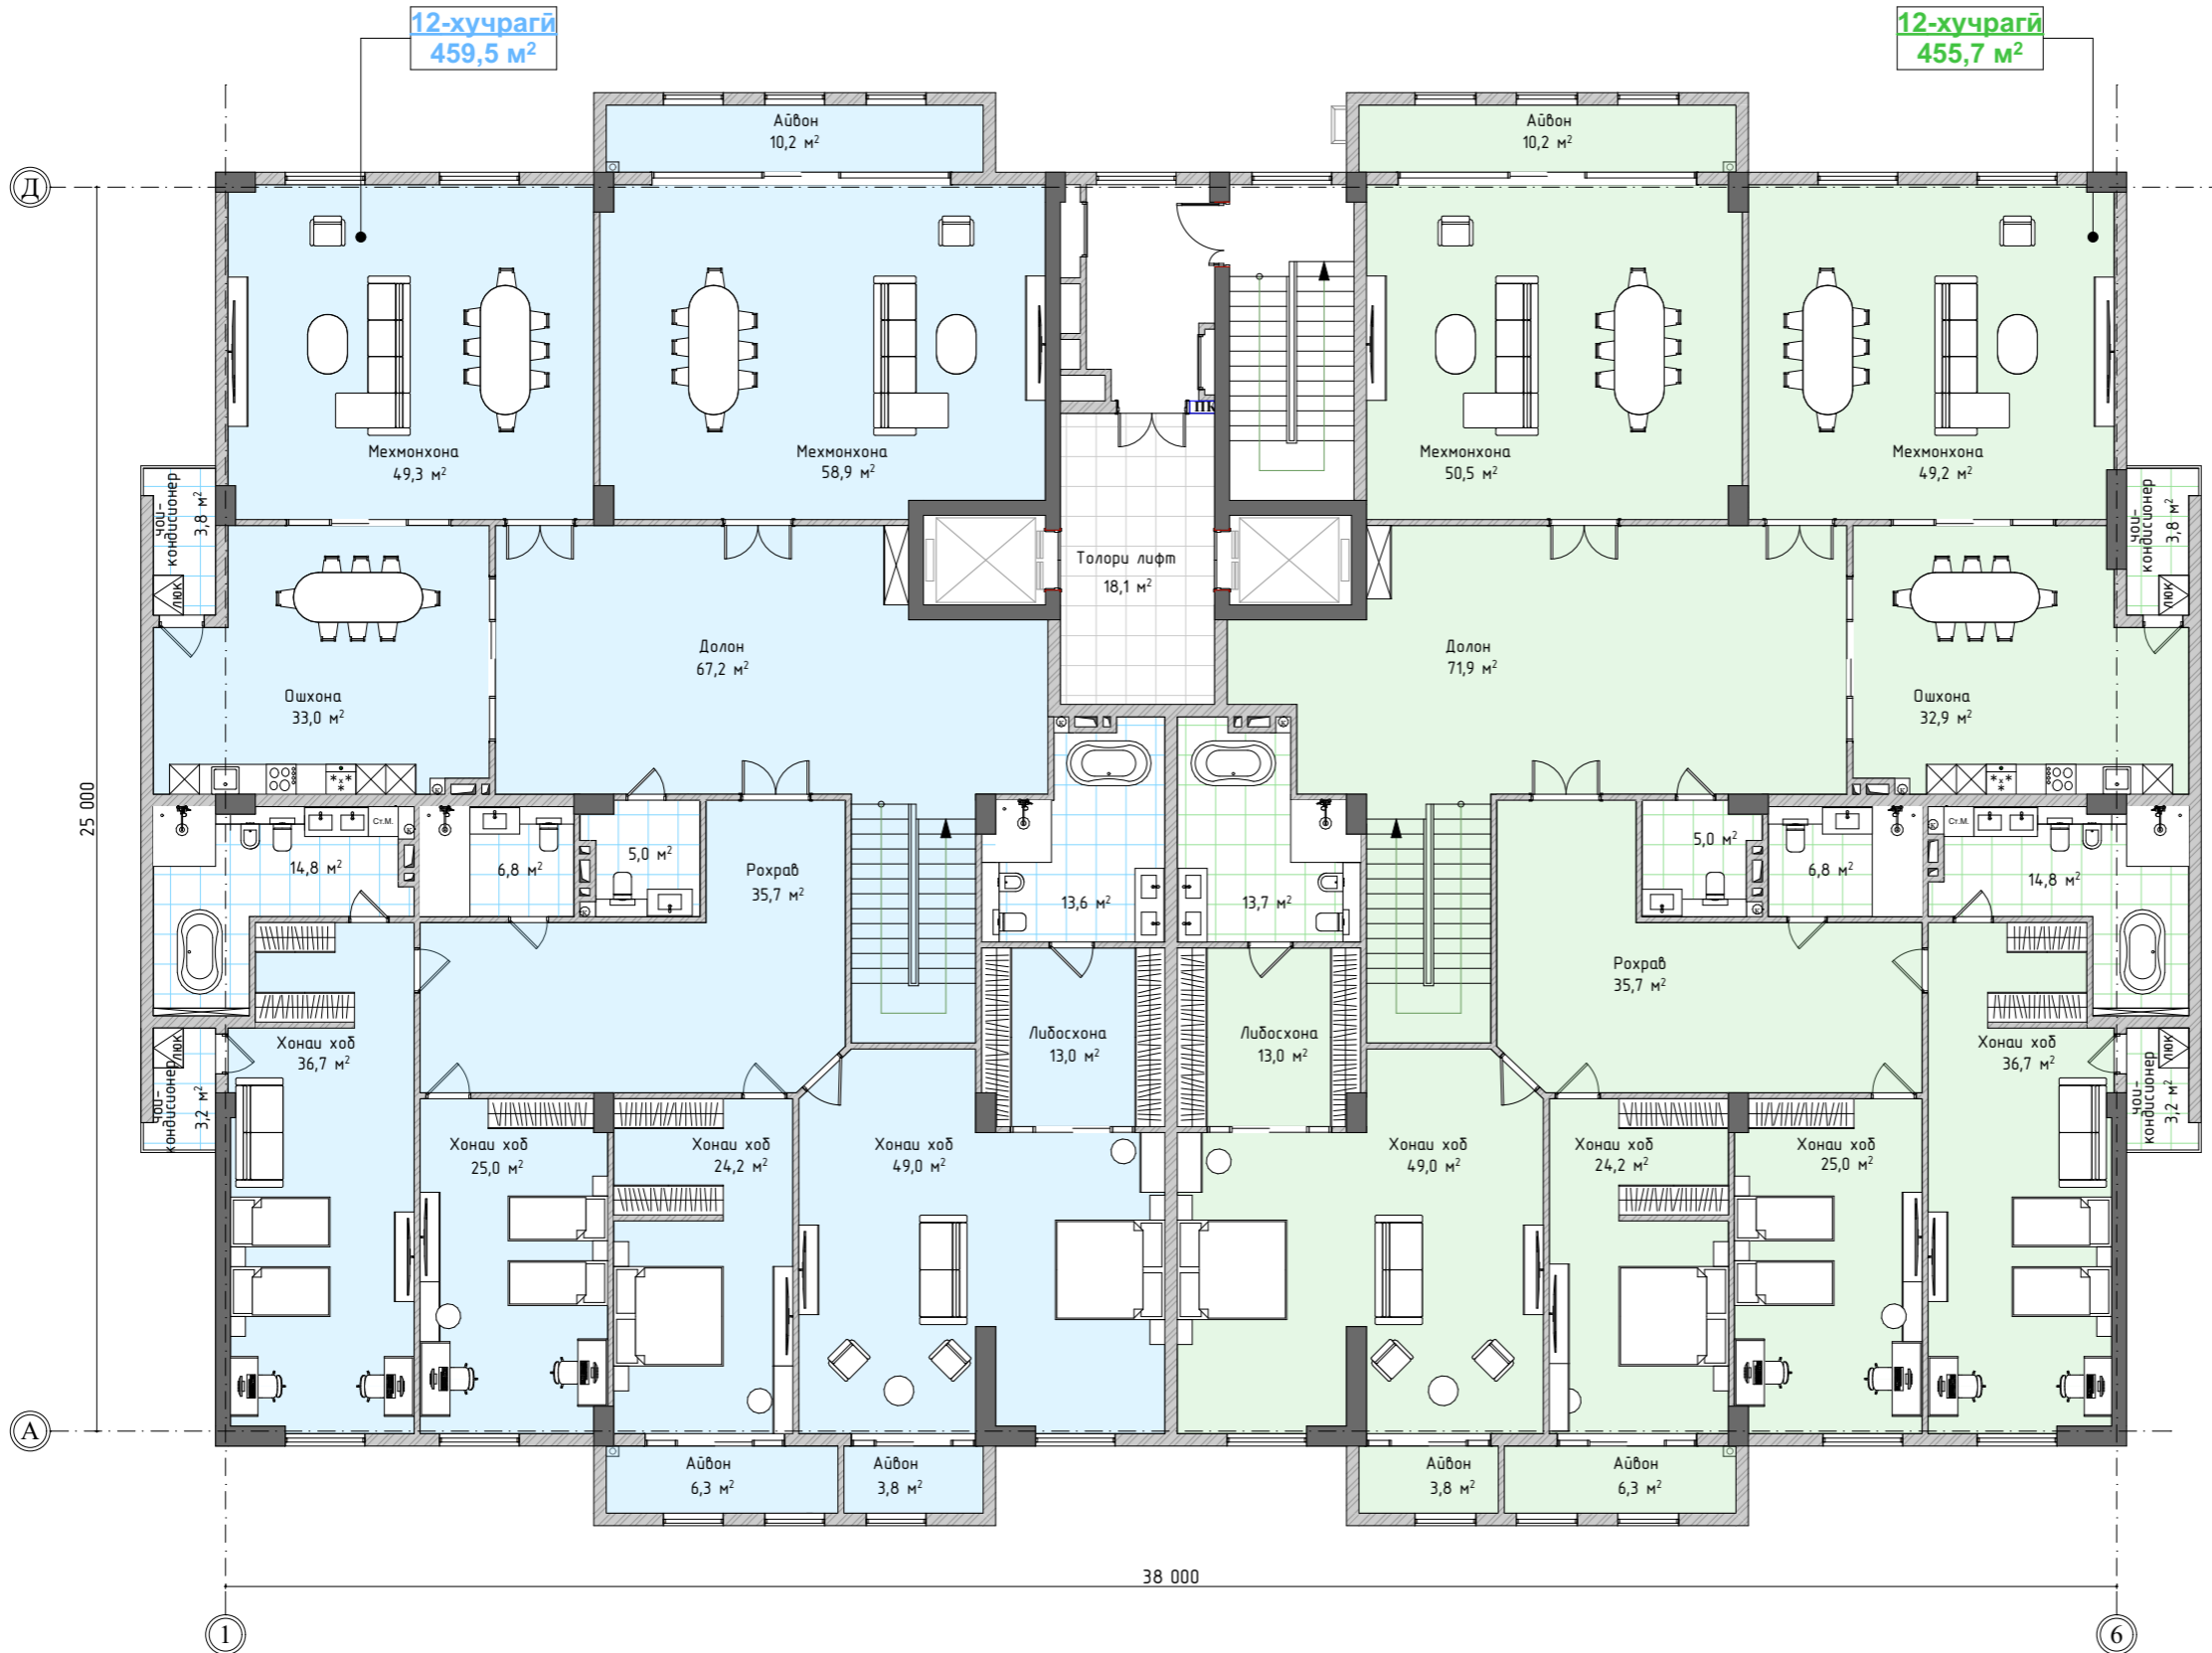 12-хучрагӣ
459,5 м²
12-хучрагӣ
455,7 м²
Айвон
10,2 м²
Айвон
10,2 м²
Д
Мехмонхона
49,3 м²
Мехмонхона
58,9 м²
ПК
Мехмонхона
50,5 м²
Мехмонхона
49,2 м²
чои-
кондисионер
3,8 м²
люк
Толори лифт
18,1 м²
чои-
кондисионер
3,8 м²
люк
Ошхона
33,0 м²
Долон
67,2 м²
Долон
71,9 м²
Ошхона
32,9 м²
25 000
Ст.М.
14,8 м²
6,8 м²
5,0 м²
Рохрав
35,7 м²
13,6 м²
13,7 м²
5,0 м²
6,8 м²
Ст.М.
14,8 м²
Рохрав
35,7 м²
люк
чои-
кондисионер
3,2 м²
Хонаи хоб
36,7 м²
Либосхона
13,0 м²
Либосхона
13,0 м²
Хонаи хоб
36,7 м²
люк
чои-
кондисионер
3,2 м²
Хонаи хоб
25,0 м²
Хонаи хоб
24,2 м²
Хонаи хоб
49,0 м²
Хонаи хоб
49,0 м²
Хонаи хоб
24,2 м²
Хонаи хоб
25,0 м²
А
Айвон
6,3 м²
Айвон
3,8 м²
Айвон
3,8 м²
Айвон
6,3 м²
38 000
1
6